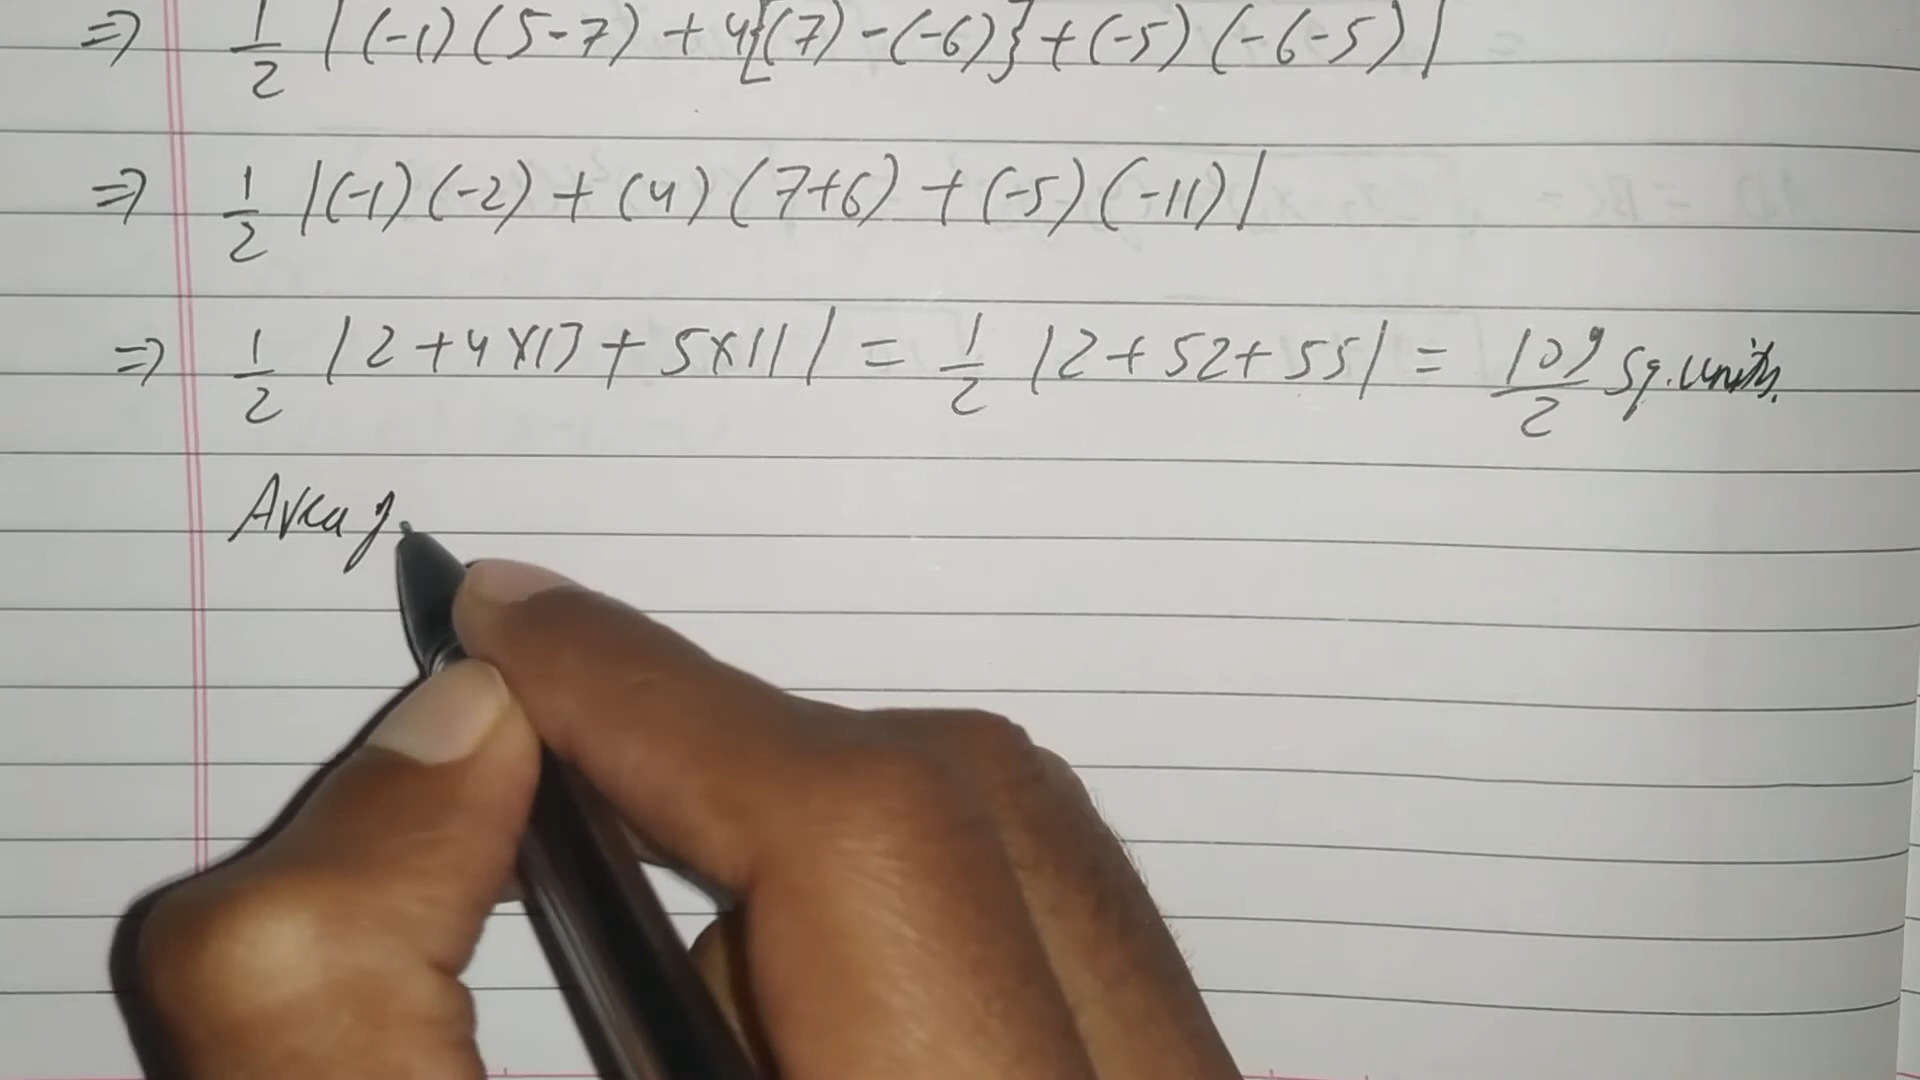 ⇒ 1/2 |(-1)(5-7) + 4{(7)-(-6)} + (-5)(-6-5)|
⇒ 1/2 |(-1)(-2) + (4)(7+6) + (-5)(-11)|
⇒ 1/2 |2 + 4×13 + 5×11| = 1/2 |2 + 52 + 55| = 109/2 Sq. units.
Area